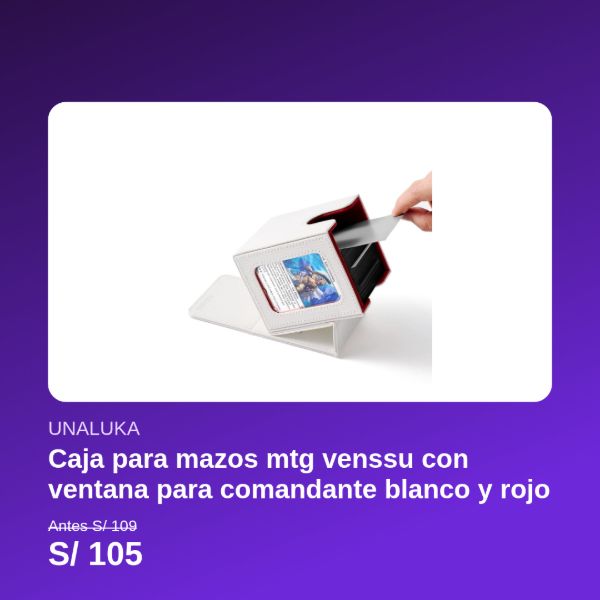 UNALUKA
Caja para mazos mtg venssu con
ventana para comandante blanco y rojo
Antes S/ 109
S/ 105